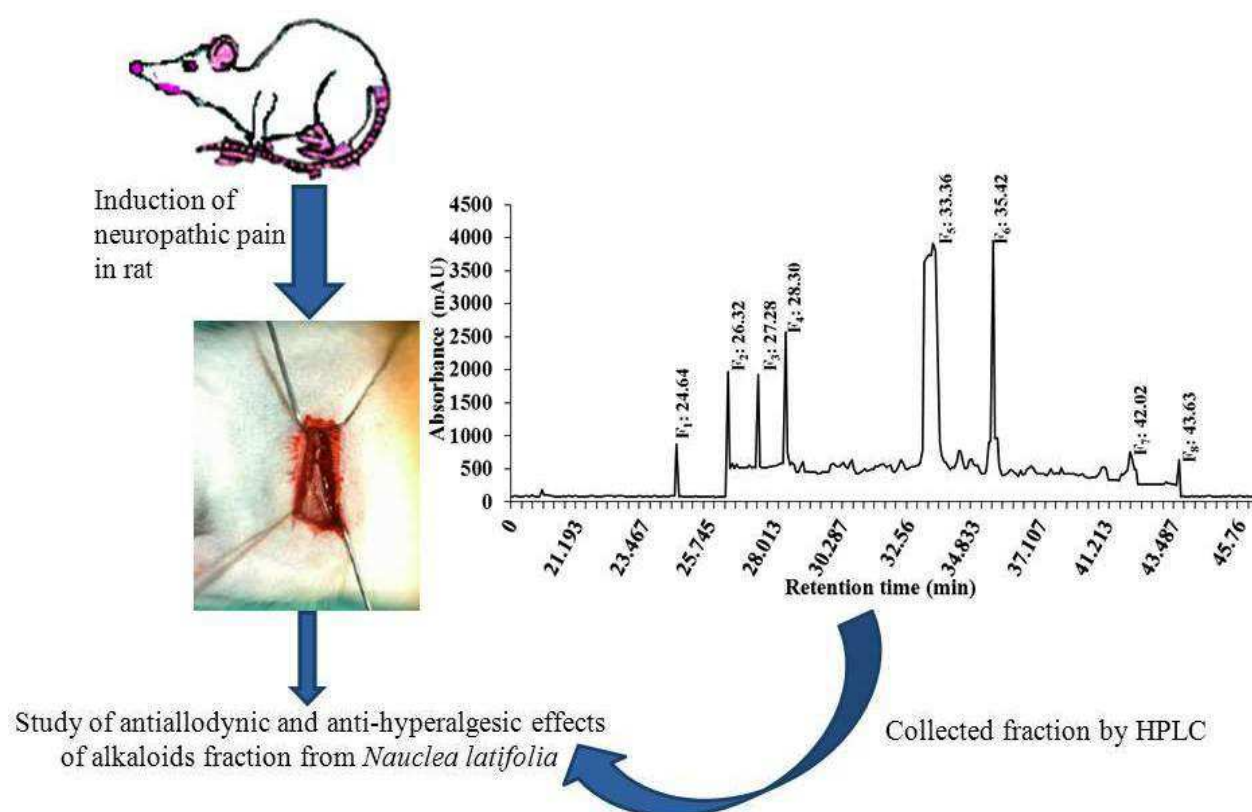 Induction of
neuropathic pain
in rat
4500
4000
3500
3000
2500
2000
1500
1000
500
0
Absorbance (mAU)
F₁: 24.64
F₂: 26.32
F₃: 27.28
F₄: 28.30
F₅: 33.36
F₆: 35.42
F₇: 42.02
F₈: 43.63
0
21.193
23.467
25.745
28.013
30.287
32.56
34.833
37.107
41.213
43.487
45.76
Retention time (min)
Study of antiallodynic and anti-hyperalgesic effects
of alkaloids fraction from Nauclea latifolia
Collected fraction by HPLC